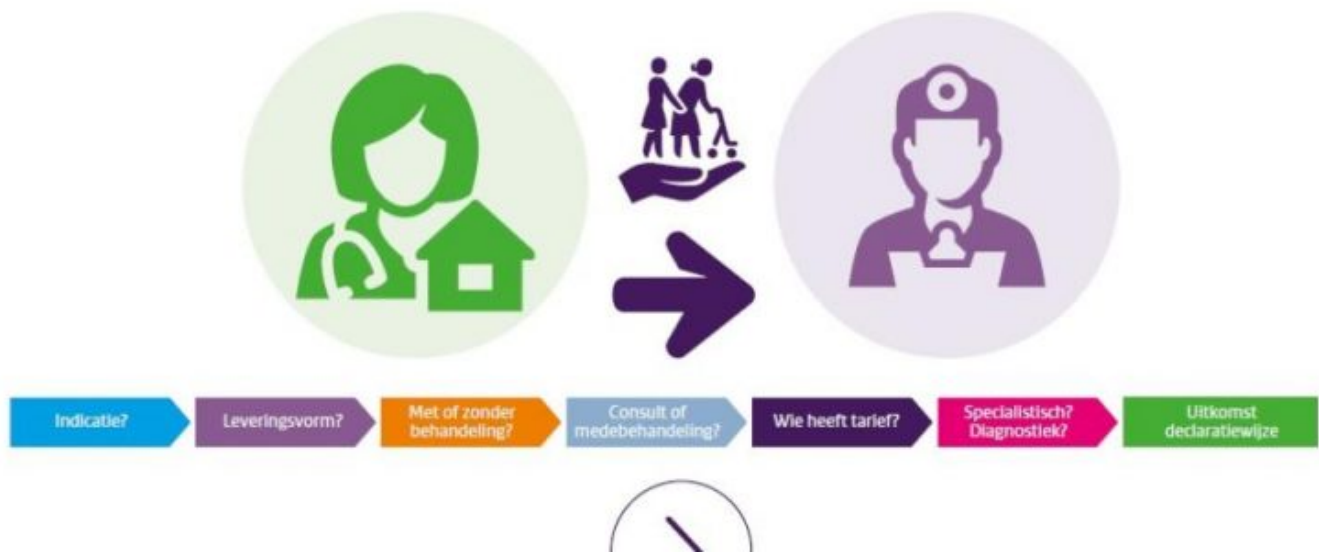 Indicatie?
Leveringsvorm?
Met of zonder
behandeling?
Consult of
medebehandeling?
Wie heeft tarief?
Specialistisch?
Diagnostiek?
Uitkomst
declaratiewijze